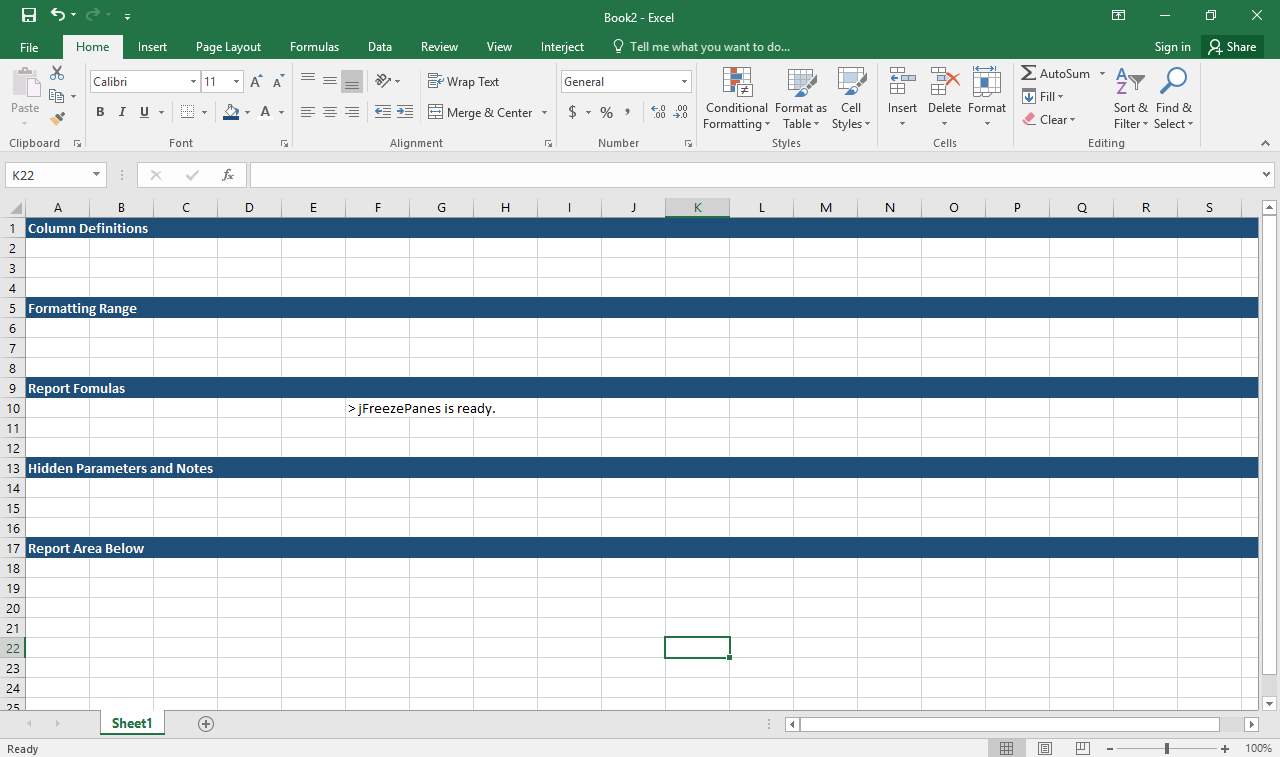 Book2 - Excel
File Home Insert Page Layout Formulas Data Review View Interject Tell me what you want to do... Sign in Share
Paste
Clipboard
Calibri 11
B I U A
Font
Wrap Text
Merge & Center
Alignment
General
$ % ,
Number
Conditional Formatting
Format as Table
Cell Styles
Styles
Insert Delete Format
Cells
AutoSum
Fill
Clear
Sort & Filter
Find & Select
Editing
K22 fx
A B C D E F G H I J K L M N O P Q R S
1 Column Definitions
2
3
4
5 Formatting Range
6
7
8
9 Report Fomulas
10 > jFreezePanes is ready.
11
12
13 Hidden Parameters and Notes
14
15
16
17 Report Area Below
18
19
20
21
22
23
24
25
Sheet1
Ready 100%